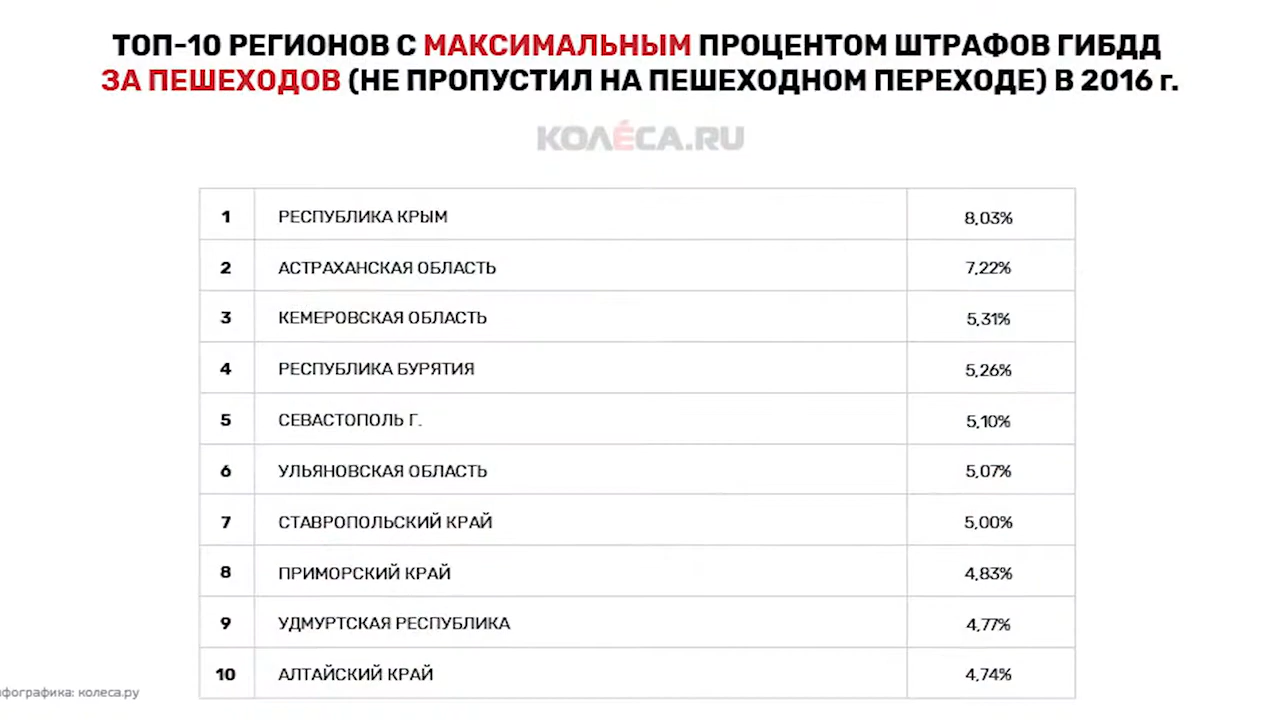 ТОП-10 РЕГИОНОВ С МАКСИМАЛЬНЫМ ПРОЦЕНТОМ ШТРАФОВ ГИБДД
ЗА ПЕШЕХОДОВ (НЕ ПРОПУСТИЛ НА ПЕШЕХОДНОМ ПЕРЕХОДЕ) В 2016 г.
КОЛЁСА.RU
1 РЕСПУБЛИКА КРЫМ 8,03%
2 АСТРАХАНСКАЯ ОБЛАСТЬ 7,22%
3 КЕМЕРОВСКАЯ ОБЛАСТЬ 5,31%
4 РЕСПУБЛИКА БУРЯТИЯ 5,26%
5 СЕВАСТОПОЛЬ Г. 5,10%
6 УЛЬЯНОВСКАЯ ОБЛАСТЬ 5,07%
7 СТАВРОПОЛЬСКИЙ КРАЙ 5,00%
8 ПРИМОРСКИЙ КРАЙ 4,83%
9 УДМУРТСКАЯ РЕСПУБЛИКА 4,77%
10 АЛТАЙСКИЙ КРАЙ 4,74%
фографика: колеса.ру